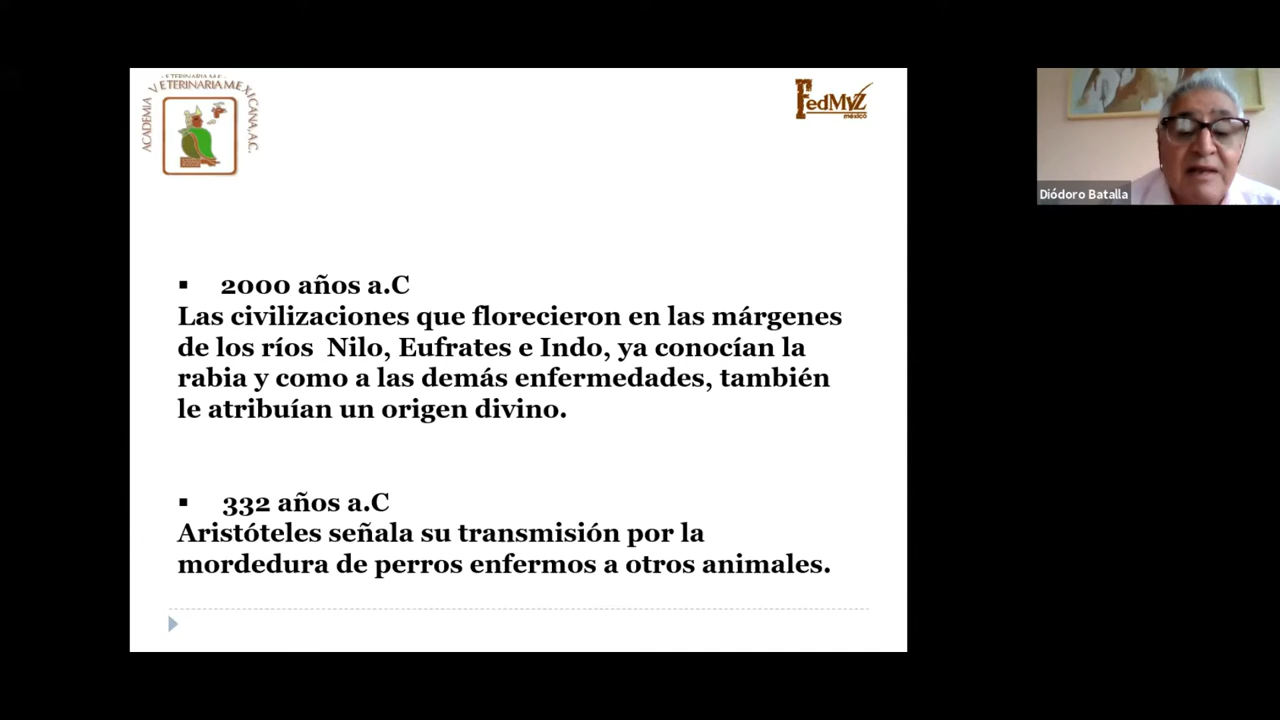 ACADEMIA VETERINARIA MEXICANA, A.C.
FedMVZ
méxico
▪ 2000 años a.C
Las civilizaciones que florecieron en las márgenes
de los ríos Nilo, Eufrates e Indo, ya conocían la
rabia y como a las demás enfermedades, también
le atribuían un origen divino.
▪ 332 años a.C
Aristóteles señala su transmisión por la
mordedura de perros enfermos a otros animales.
Diódoro Batalla